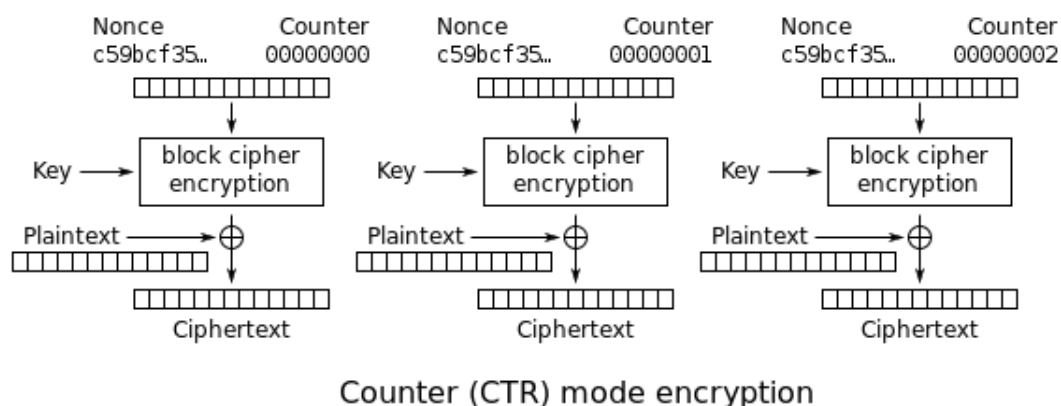 Nonce Counter Nonce Counter Nonce Counter
c59bcf35… 00000000 c59bcf35… 00000001 c59bcf35… 00000002
block cipher block cipher block cipher
Key encryption Key encryption Key encryption
Plaintext Plaintext Plaintext
Ciphertext Ciphertext Ciphertext
Counter (CTR) mode encryption